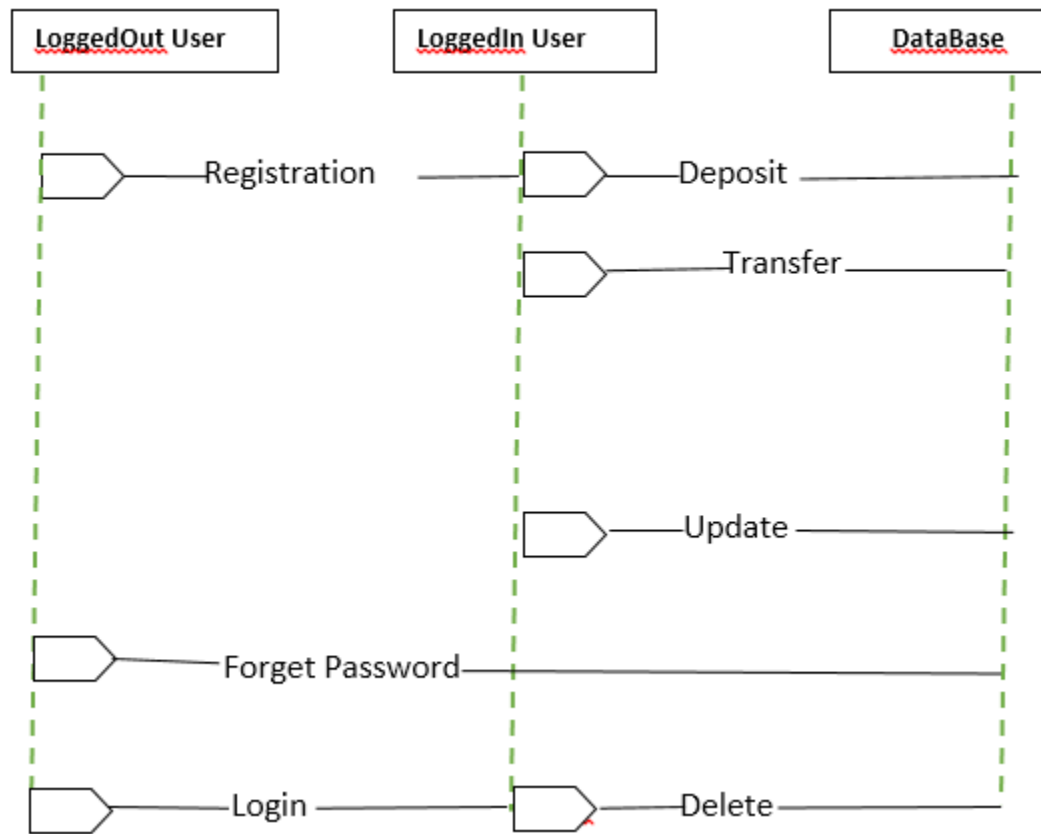 LoggedOut User
LoggedIn User
DataBase
Registration
Deposit
Transfer
Update
Forget Password
Login
Delete